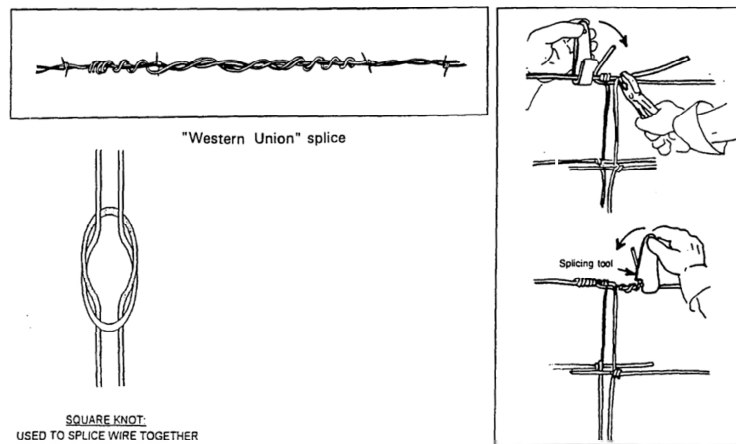 "Western Union" splice
Splicing tool
SQUARE KNOT:
USED TO SPLICE WIRE TOGETHER